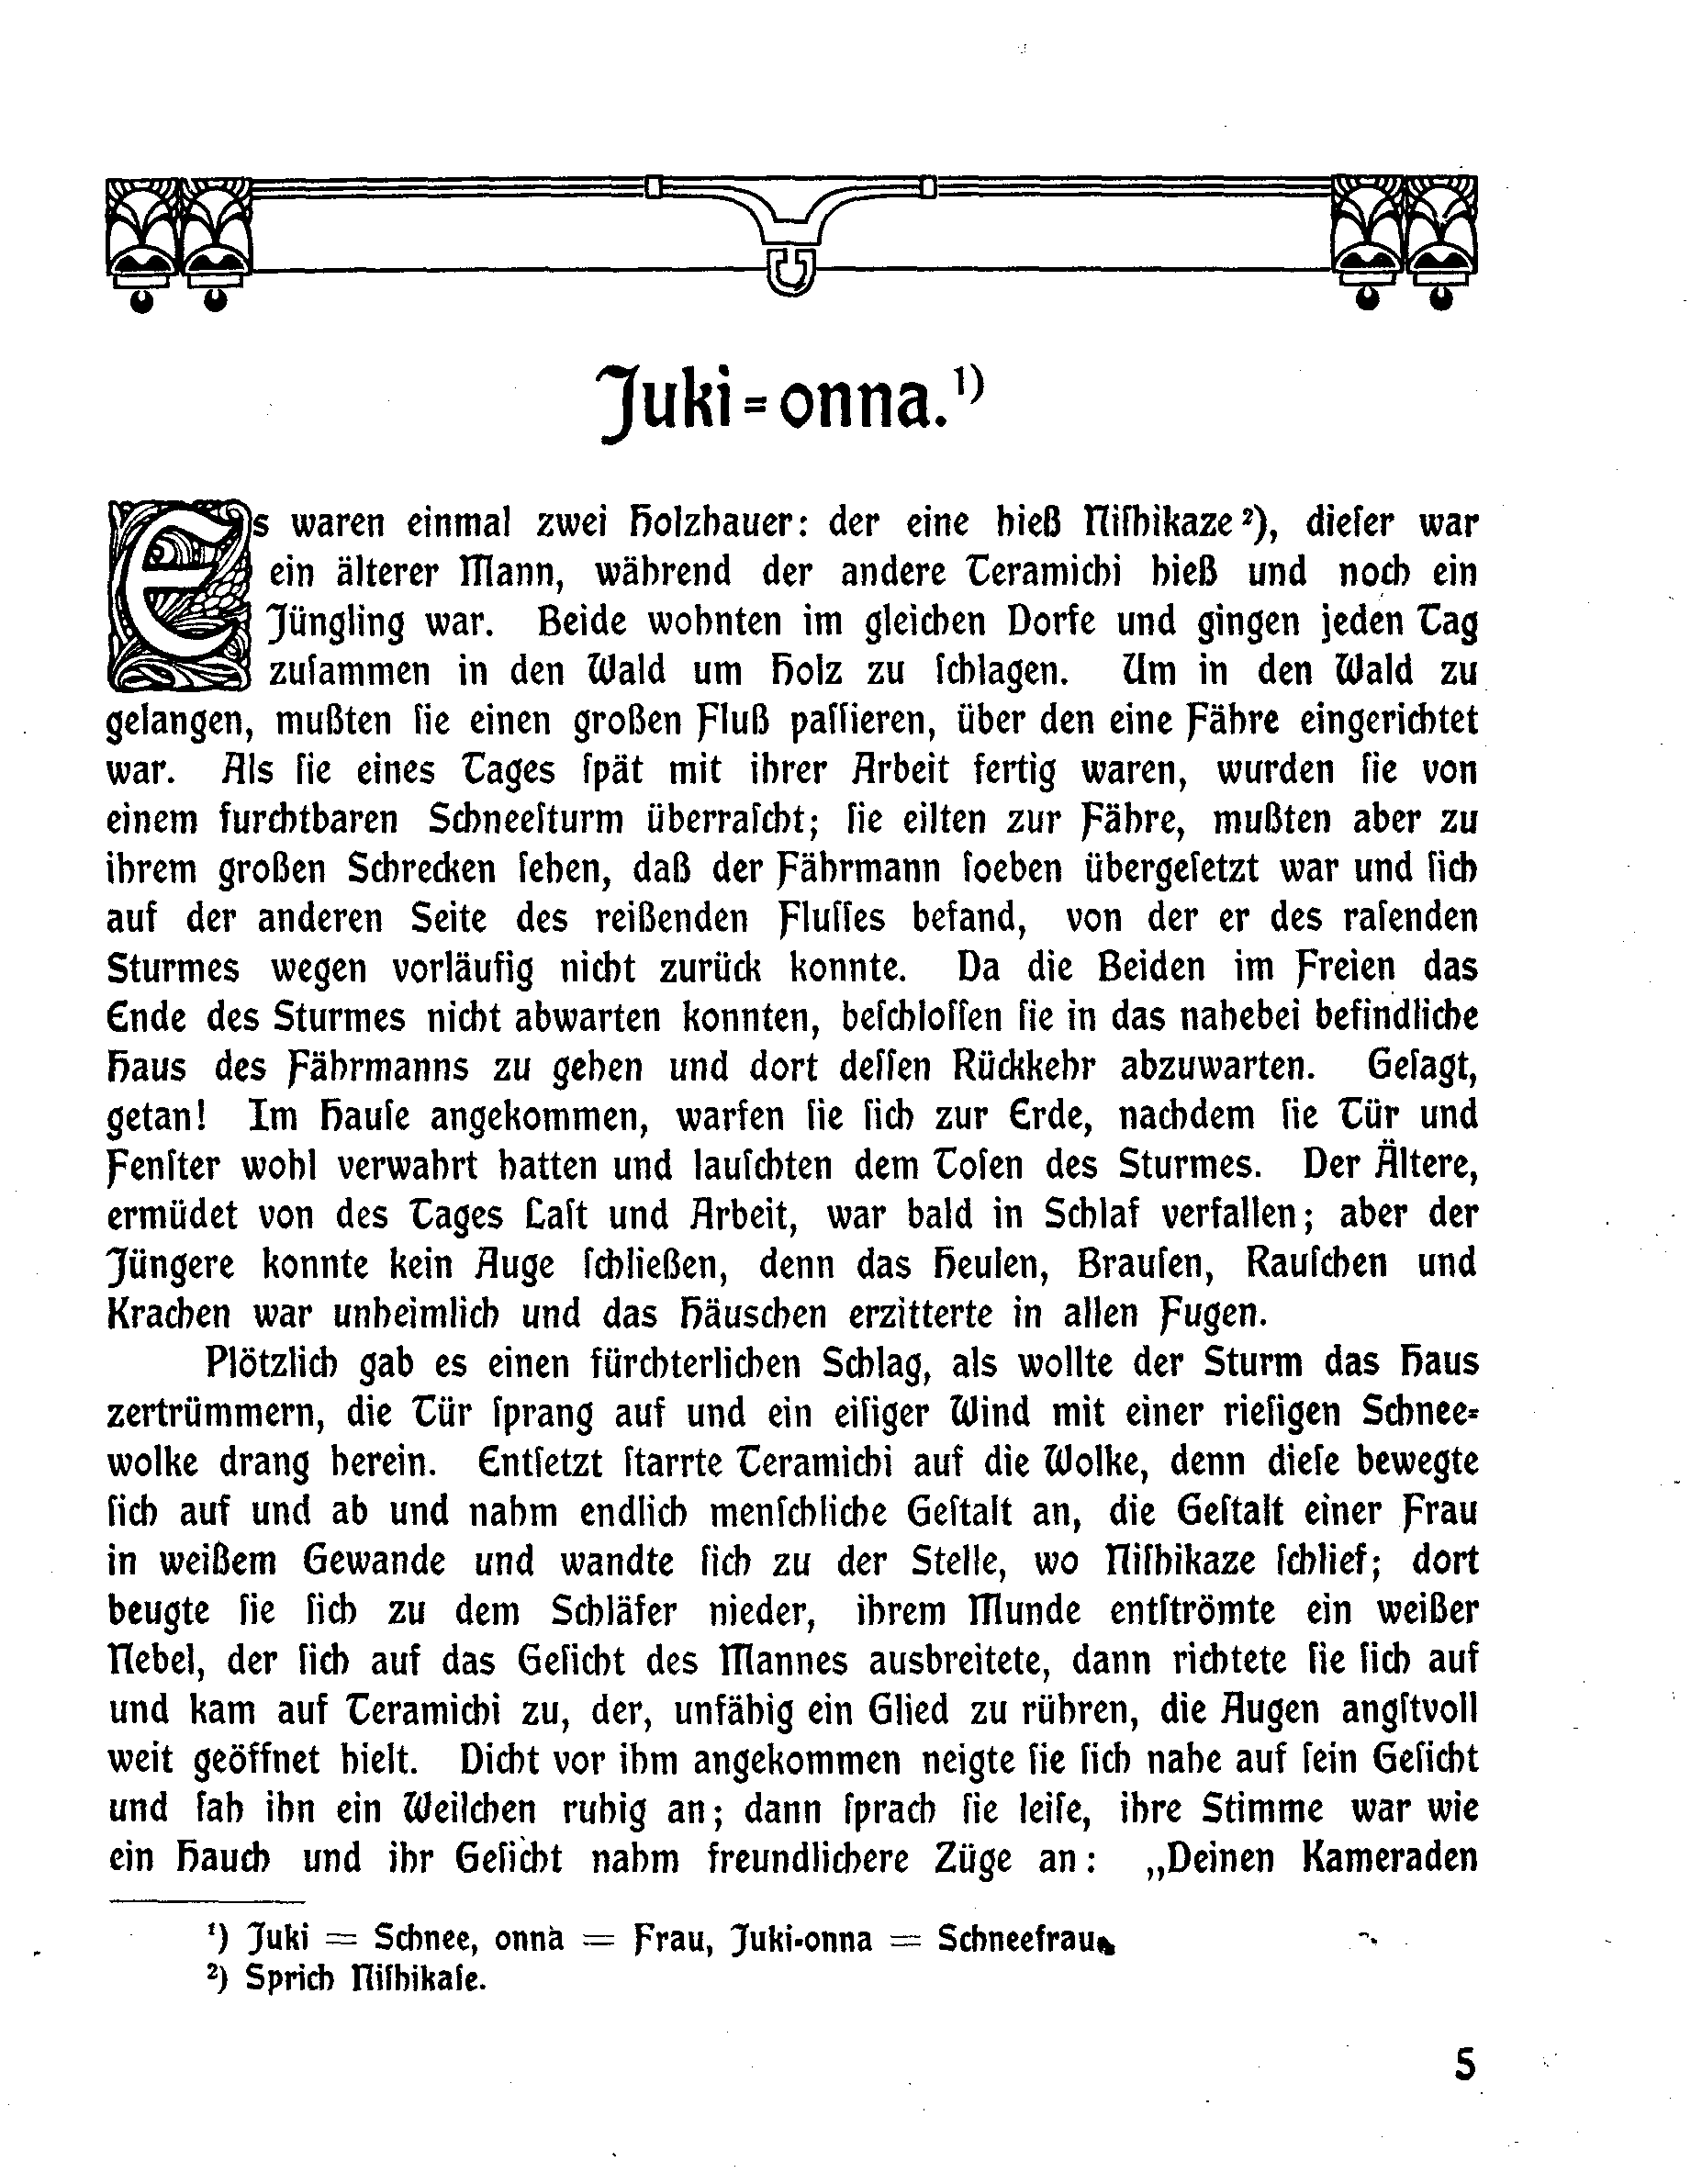 Juki=onna.¹)
Es waren einmal zwei Holzhauer: der eine hieß Niſhikaze²), dieſer war
ein älterer Mann, während der andere Teramichi hieß und noch ein
Jüngling war. Beide wohnten im gleichen Dorfe und gingen jeden Tag
zuſammen in den Wald um Holz zu ſchlagen. Um in den Wald zu
gelangen, mußten ſie einen großen Fluß paſſieren, über den eine Fähre eingerichtet
war. Als ſie eines Tages ſpät mit ihrer Arbeit fertig waren, wurden ſie von
einem furchtbaren Schneeſturm überraſcht; ſie eilten zur Fähre, mußten aber zu
ihrem großen Schrecken ſehen, daß der Fährmann ſoeben übergeſetzt war und ſich
auf der anderen Seite des reißenden Fluſſes befand, von der er des raſenden
Sturmes wegen vorläufig nicht zurück konnte. Da die Beiden im Freien das
Ende des Sturmes nicht abwarten konnten, beſchloſſen ſie in das nahebei befindliche
Haus des Fährmanns zu gehen und dort deſſen Rückkehr abzuwarten. Geſagt,
getan! Im Hauſe angekommen, warfen ſie ſich zur Erde, nachdem ſie Tür und
Fenſter wohl verwahrt hatten und lauſchten dem Toſen des Sturmes. Der Ältere,
ermüdet von des Tages Laſt und Arbeit, war bald in Schlaf verfallen; aber der
Jüngere konnte kein Auge ſchließen, denn das Heulen, Brauſen, Rauſchen und
Krachen war unheimlich und das Häuschen erzitterte in allen Fugen.
Plötzlich gab es einen fürchterlichen Schlag, als wollte der Sturm das Haus
zertrümmern, die Tür ſprang auf und ein eiſiger Wind mit einer rieſigen Schnee=
wolke drang herein. Entſetzt ſtarrte Teramichi auf die Wolke, denn dieſe bewegte
ſich auf und ab und nahm endlich menſchliche Geſtalt an, die Geſtalt einer Frau
in weißem Gewande und wandte ſich zu der Stelle, wo Niſhikaze ſchlief; dort
beugte ſie ſich zu dem Schläfer nieder, ihrem Munde entſtrömte ein weißer
Nebel, der ſich auf das Geſicht des Mannes ausbreitete, dann richtete ſie ſich auf
und kam auf Teramichi zu, der, unfähig ein Glied zu rühren, die Augen angſtvoll
weit geöffnet hielt. Dicht vor ihm angekommen neigte ſie ſich nahe auf ſein Geſicht
und ſah ihn ein Weilchen ruhig an; dann ſprach ſie leiſe, ihre Stimme war wie
ein Hauch und ihr Geſicht nahm freundlichere Züge an: „Deinen Kameraden
¹) Juki = Schnee, onna = Frau, Juki-onna = Schneefrau.
²) Sprich Niſhikaſe.
5